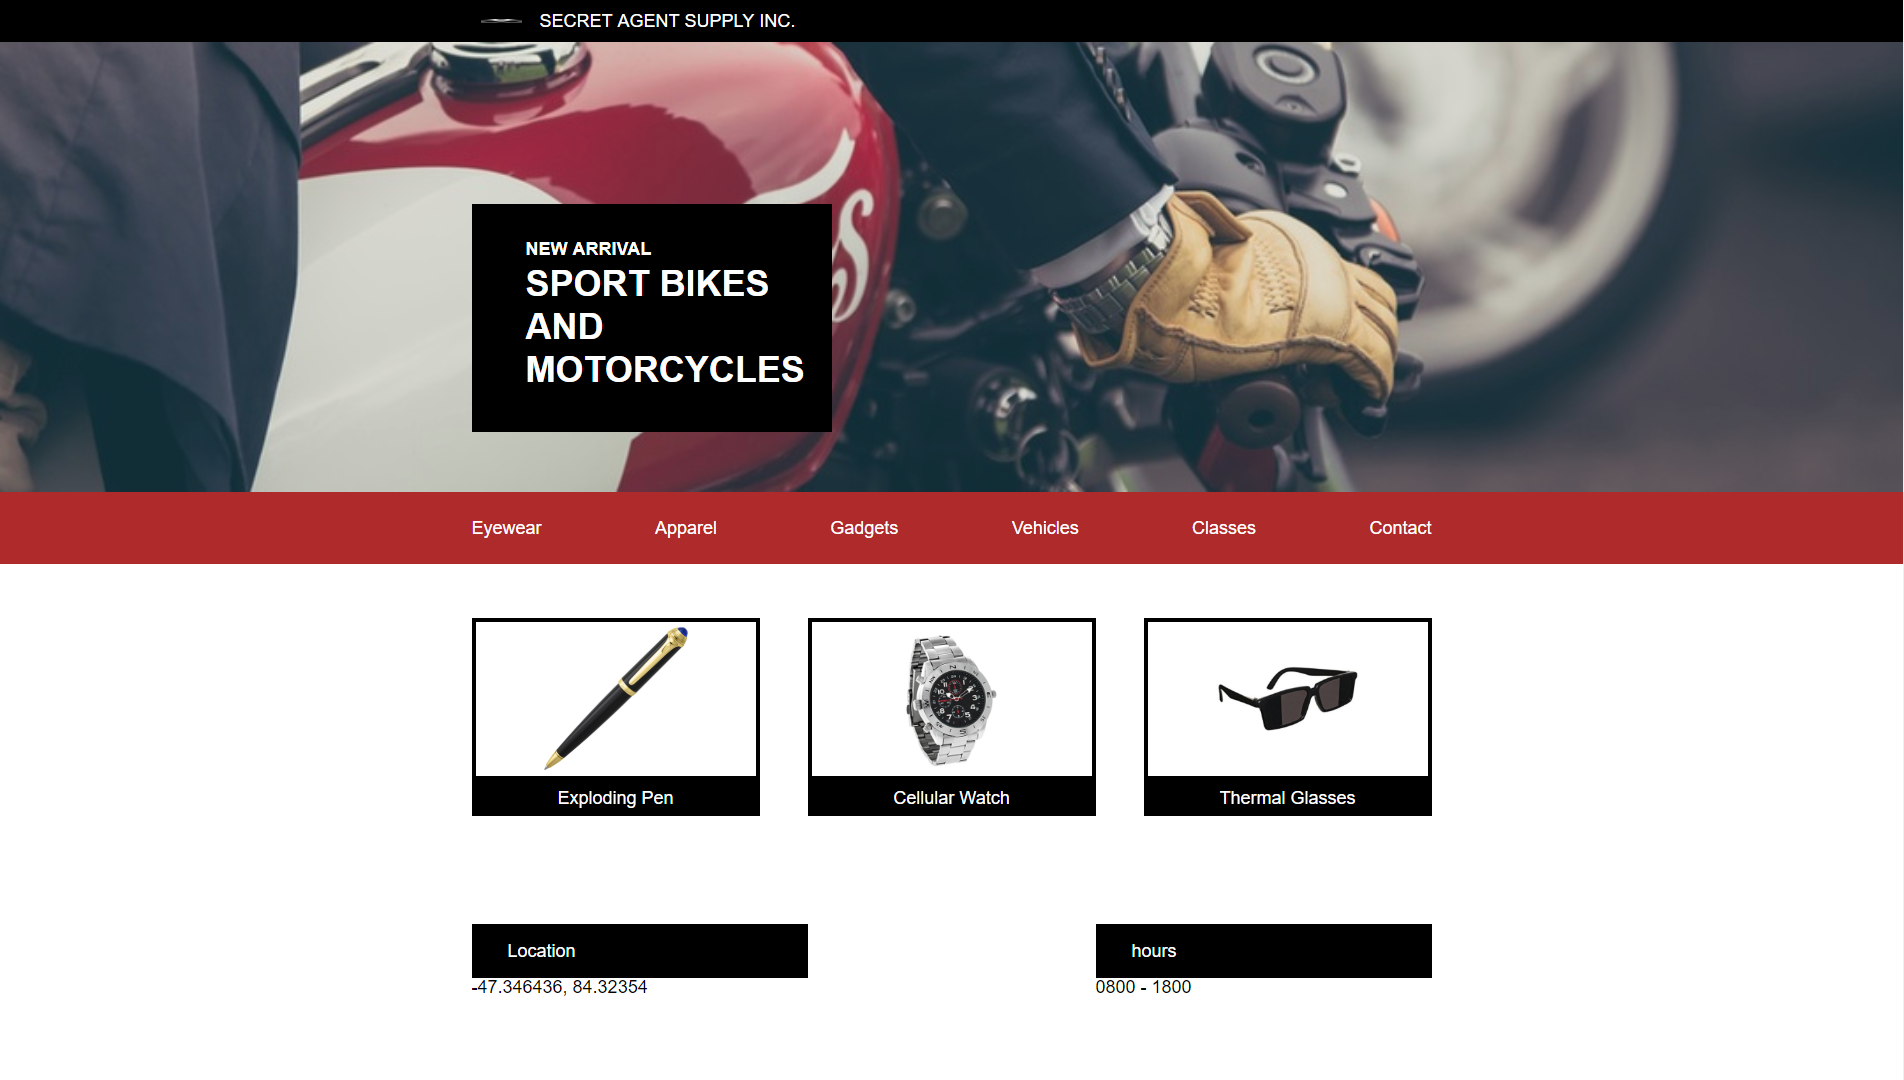 SECRET AGENT SUPPLY INC.
NEW ARRIVAL
SPORT BIKES
AND
MOTORCYCLES
Eyewear Apparel Gadgets Vehicles Classes Contact
Exploding Pen Cellular Watch Thermal Glasses
Location hours
-47.346436, 84.32354 0800 - 1800